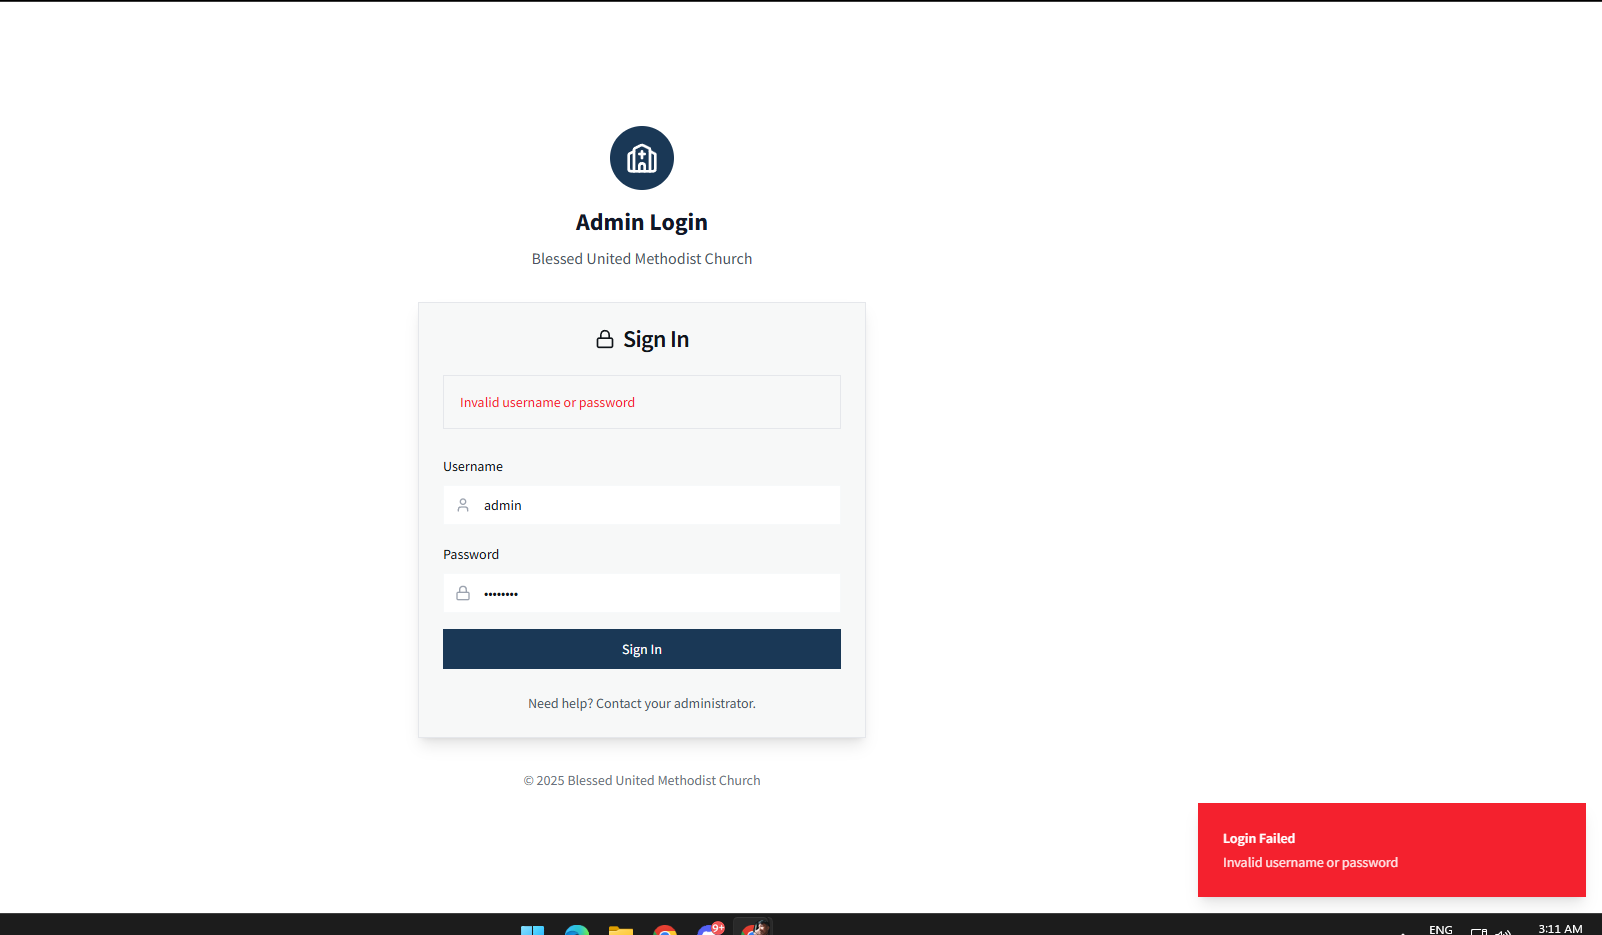 Admin Login
Blessed United Methodist Church
Sign In
Invalid username or password
Username
admin
Password
••••••••
Sign In
Need help? Contact your administrator.
© 2025 Blessed United Methodist Church
Login Failed
Invalid username or password
9+
ENG
3:11 AM